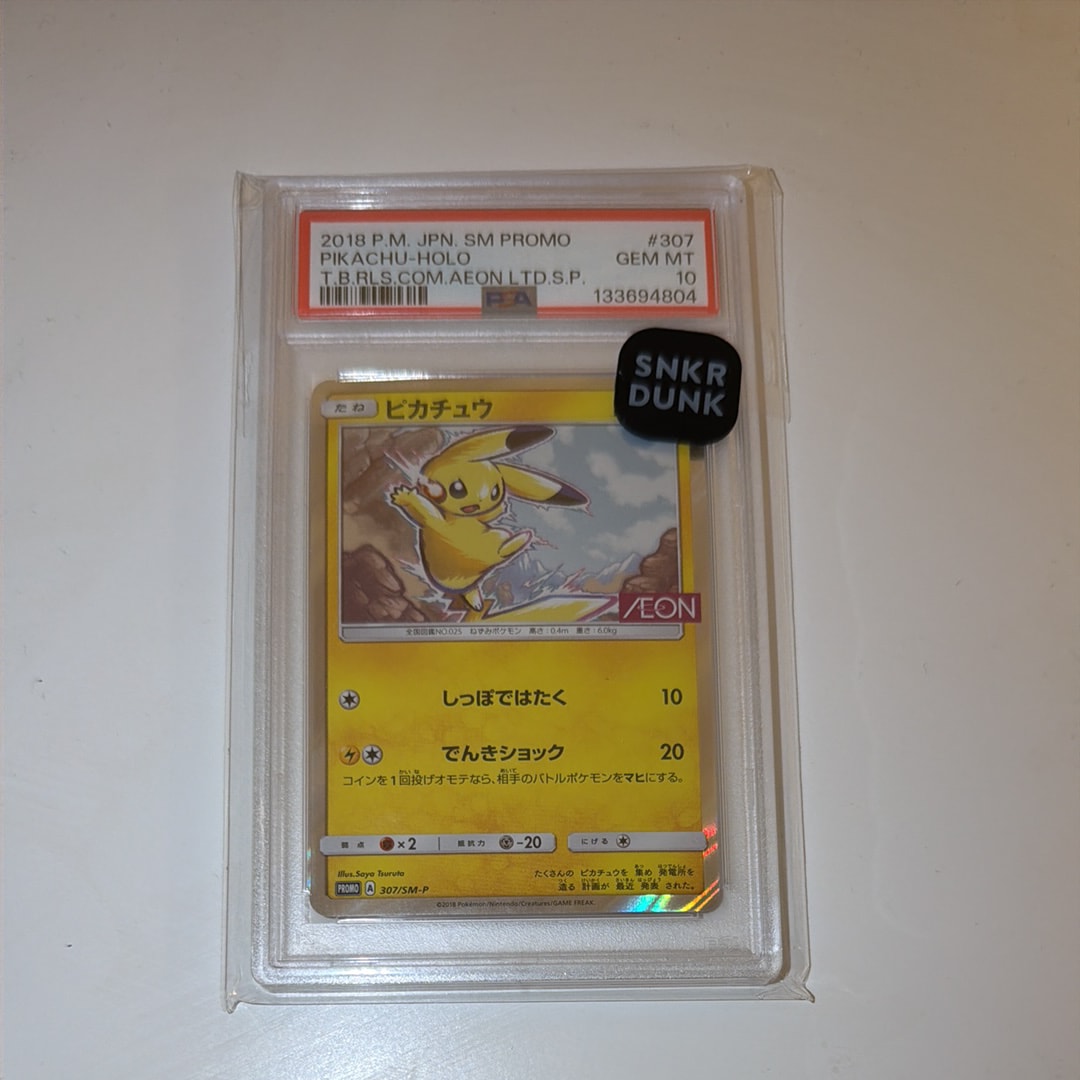 2018 P.M. JPN. SM PROMO #307
PIKACHU-HOLO GEM MT
T.B.RLS.COM.AEON LTD.S.P. 10
PSA 133694804
SNKR
DUNK
たね ピカチュウ
ÆON
全国図鑑NO.025 ねずみポケモン 高さ：0.4m 重さ：6.0kg
しっぽではたく 10
でんきショック 20
コインを1回投げオモテなら、相手のバトルポケモンをマヒにする。
弱点 ×2 抵抗力 -20 にげる
Illus.Saya Tsuruta
たくさんの ピカチュウを 集め 発電所を
造る 計画が 最近 発表 された。
PROMO A 307/SM-P
©2018 Pokémon/Nintendo/Creatures/GAME FREAK.